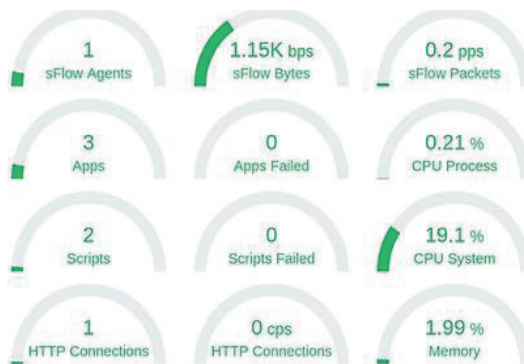 1
sFlow Agents
1.15K bps
sFlow Bytes
0.2 pps
sFlow Packets
3
Apps
0
Apps Failed
0.21 %
CPU Process
2
Scripts
0
Scripts Failed
19.1 %
CPU System
1
HTTP Connections
0 cps
HTTP Connections
1.99 %
Memory